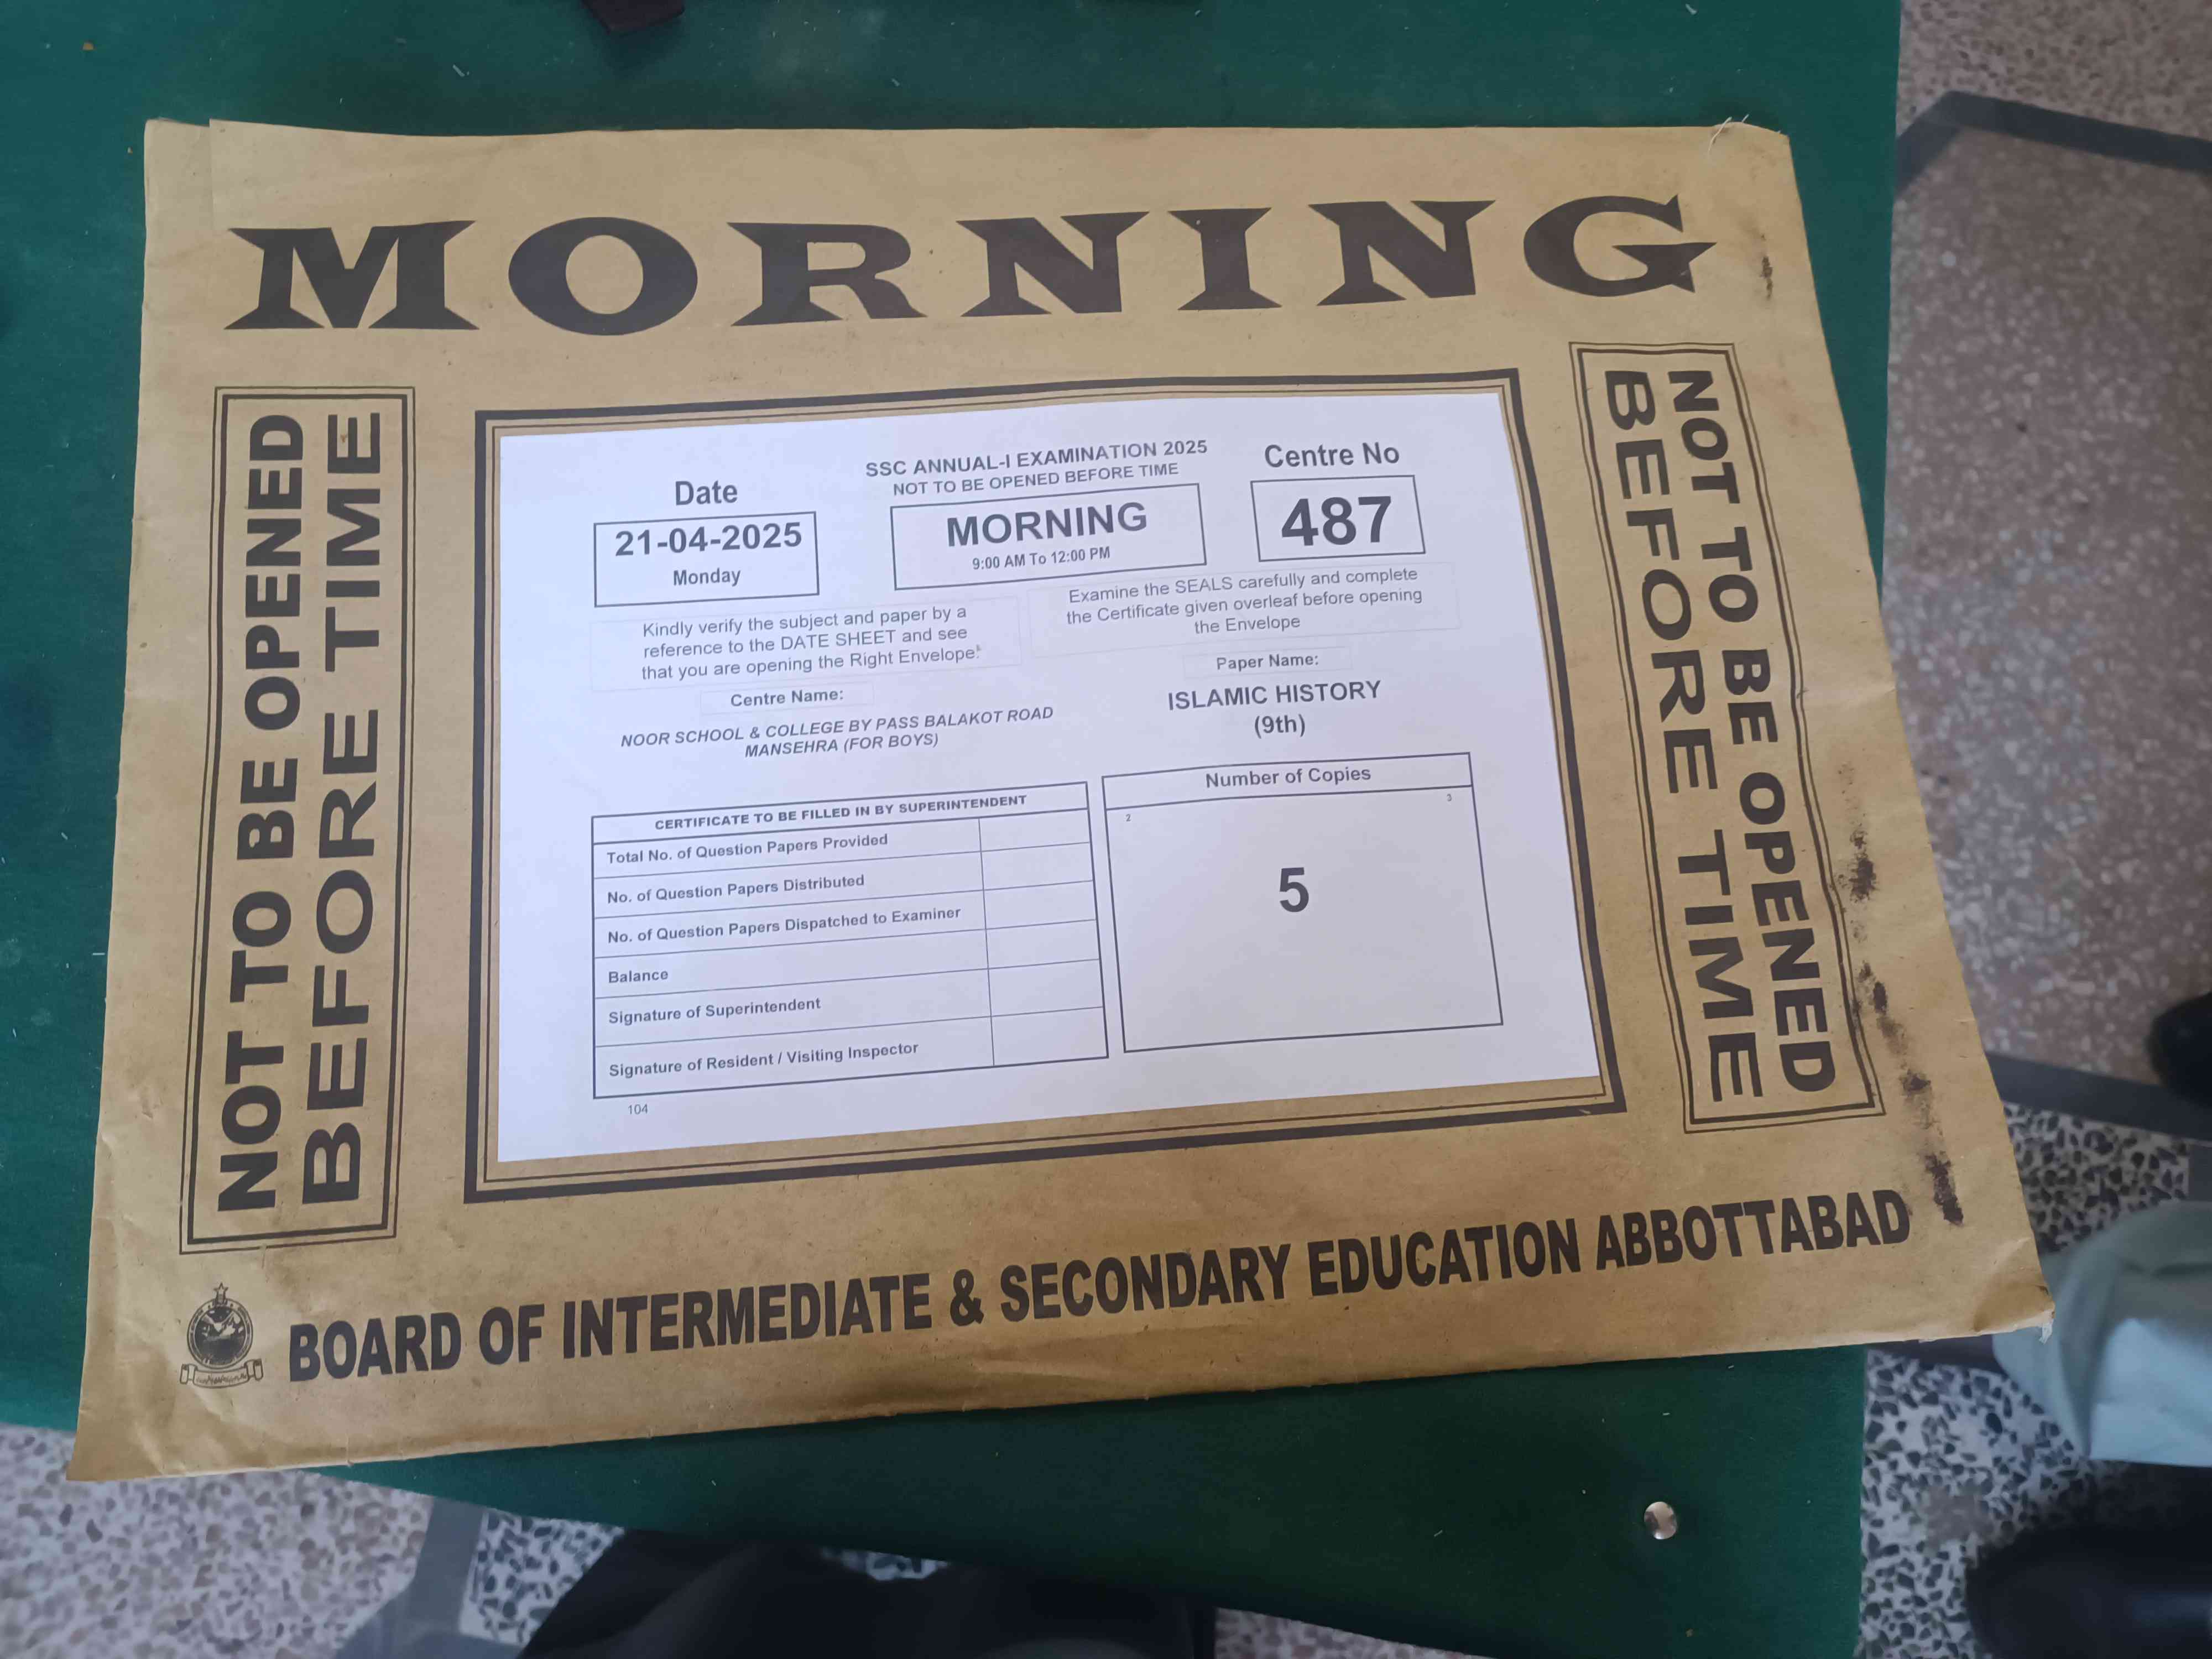 MORNING
NOT TO BE OPENED
BEFORE TIME
Date
21-04-2025
Monday
SSC ANNUAL-I EXAMINATION 2025
NOT TO BE OPENED BEFORE TIME
MORNING
9:00 AM To 12:00 PM
Centre No
487
Kindly verify the subject and paper by a
reference to the DATE SHEET and see
that you are opening the Right Envelope.
Examine the SEALS carefully and complete
the Certificate given overleaf before opening
the Envelope
Centre Name:
NOOR SCHOOL & COLLEGE BY PASS BALAKOT ROAD
MANSEHRA (FOR BOYS)
Paper Name:
ISLAMIC HISTORY
(9th)
CERTIFICATE TO BE FILLED IN BY SUPERINTENDENT
Total No. of Question Papers Provided
No. of Question Papers Distributed
No. of Question Papers Dispatched to Examiner
Balance
Signature of Superintendent
Signature of Resident / Visiting Inspector
104
Number of Copies
2
3
5
NOT TO BE OPENED
BEFORE TIME
BOARD OF INTERMEDIATE & SECONDARY EDUCATION ABBOTTABAD